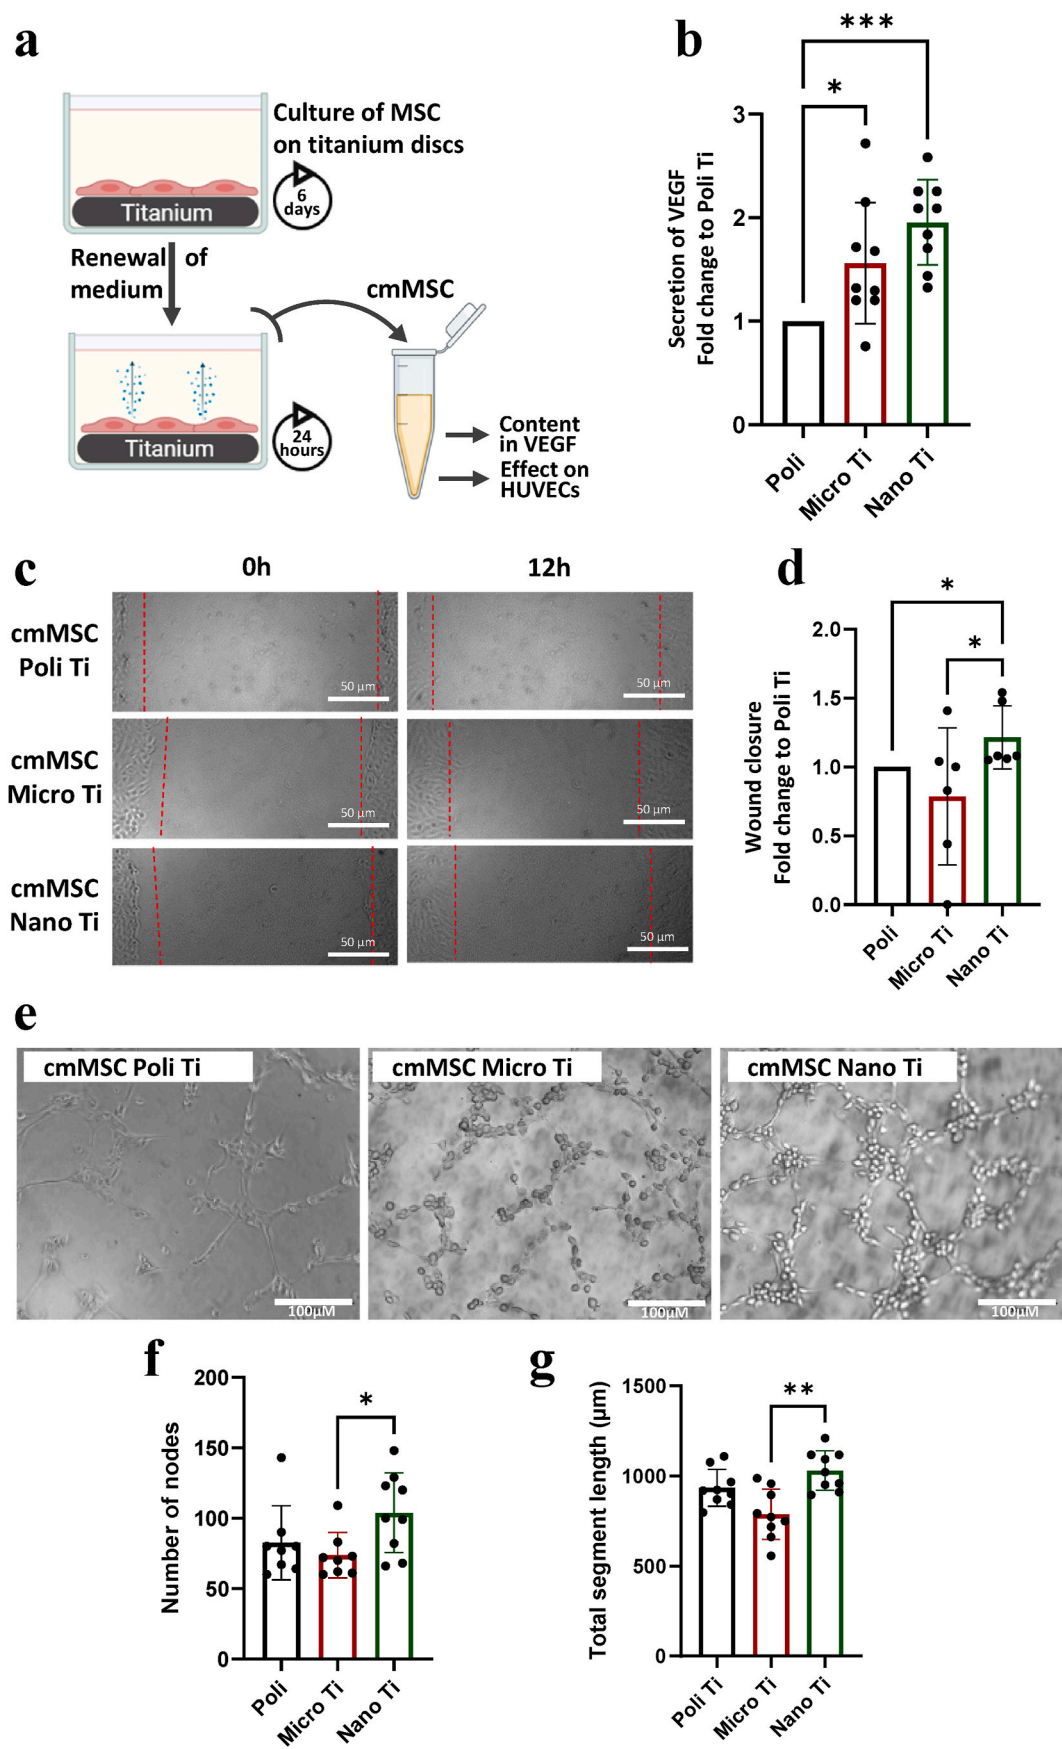 a
Culture of MSC
on titanium discs
6
days
Titanium
Renewal of
medium
cmMSC
Titanium
24
hours
Content
in VEGF
Effect on
HUVECs
b
***
*
Secretion of VEGF
Fold change to Poli Ti
3
2
1
0
Poli
Micro Ti
Nano Ti
c
0h
12h
cmMSC
Poli Ti
50 µm
50 µm
cmMSC
Micro Ti
50 µm
50 µm
cmMSC
Nano Ti
50 µm
50 µm
d
*
*
Wound closure
Fold change to Poli Ti
2.0
1.5
1.0
0.5
0.0
Poli
Micro Ti
Nano Ti
e
cmMSC Poli Ti
100µM
cmMSC Micro Ti
100µM
cmMSC Nano Ti
100µM
f
*
Number of nodes
200
150
100
50
0
Poli
Micro Ti
Nano Ti
g
**
Total segment length (µm)
1500
1000
500
0
Poli Ti
Micro Ti
Nano Ti